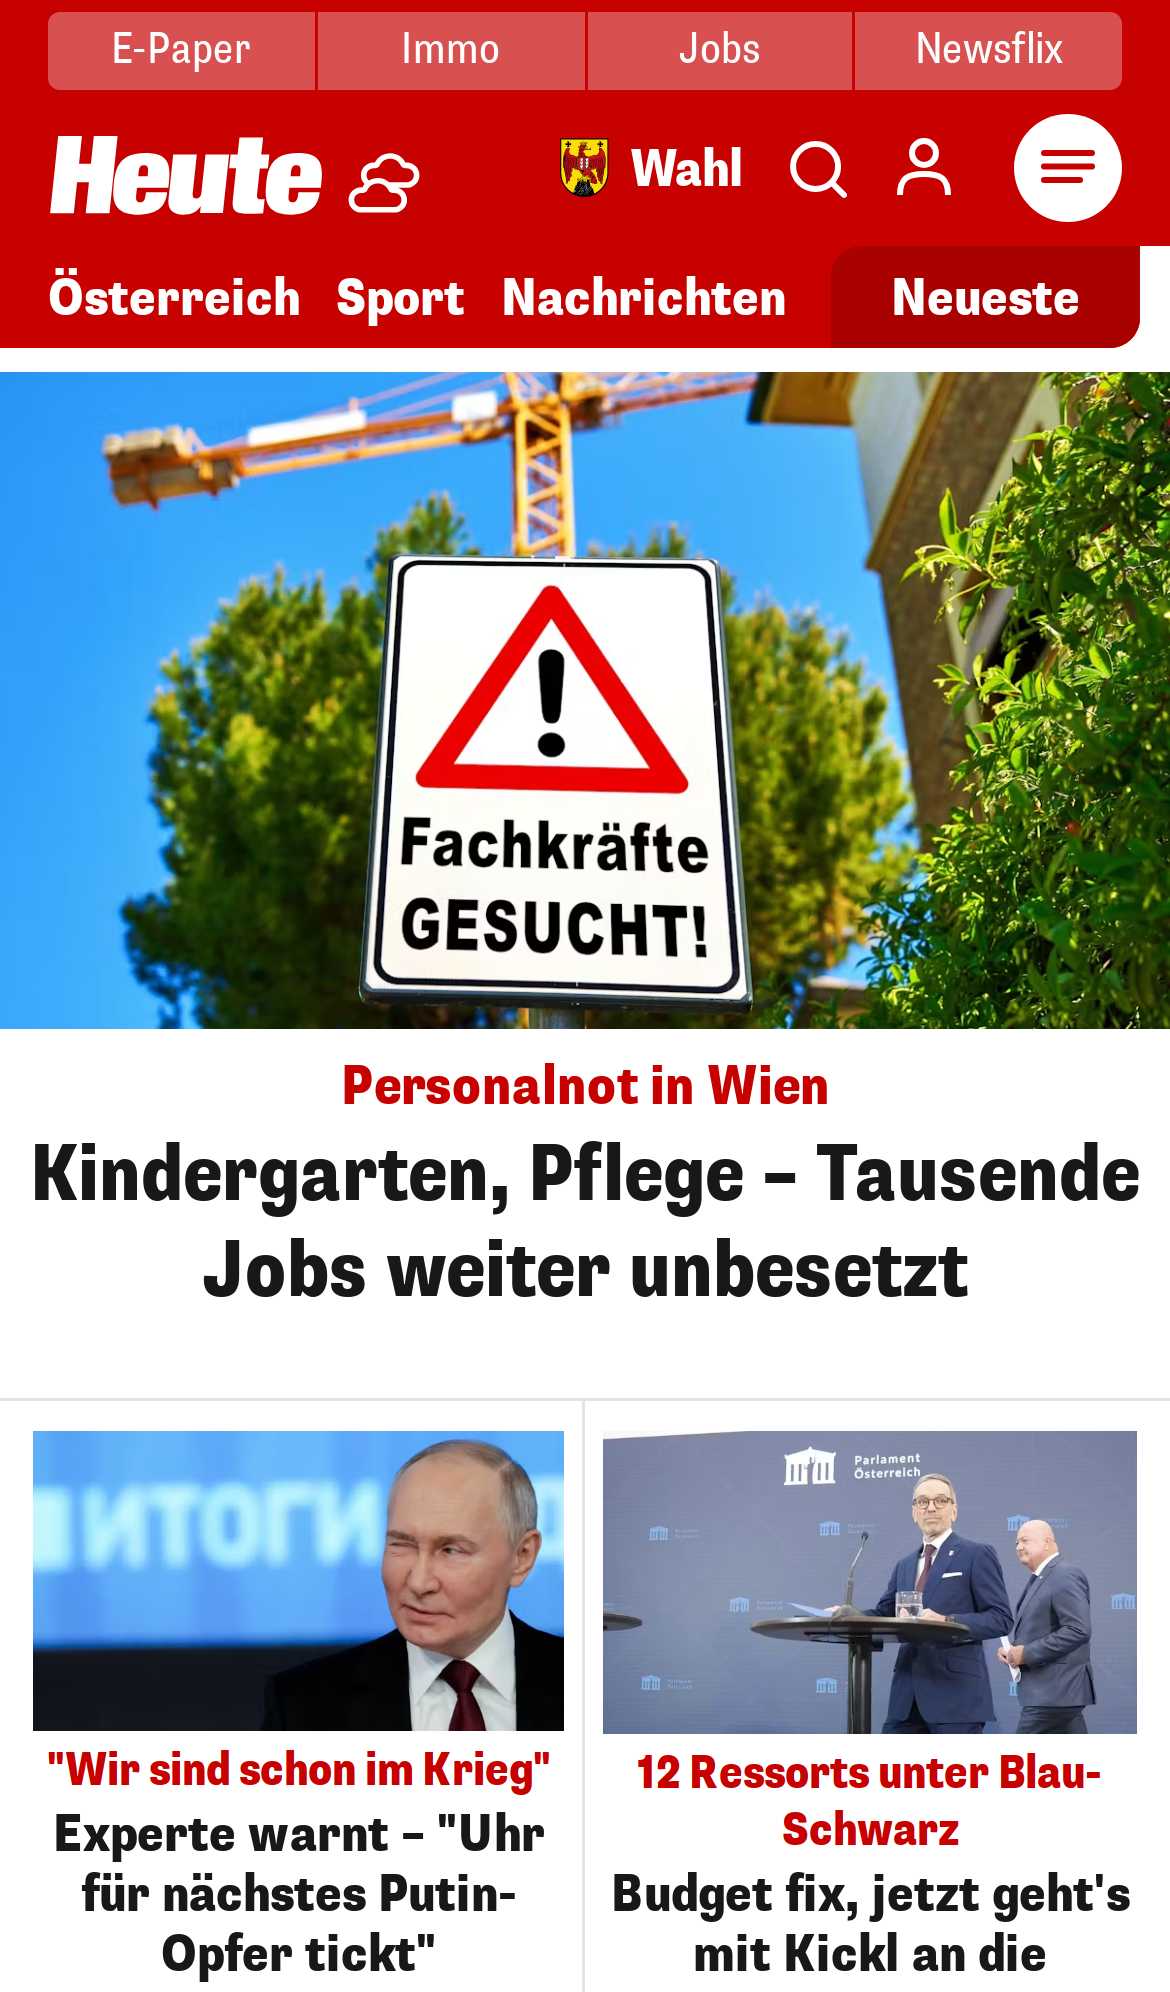 E-Paper Immo Jobs Newsflix
Heute Wahl
Österreich Sport Nachrichten Neueste
Fachkräfte
GESUCHT!
Personalnot in Wien
Kindergarten, Pflege – Tausende
Jobs weiter unbesetzt
ИТОГИ
"Wir sind schon im Krieg"
Experte warnt – "Uhr
für nächstes Putin-
Opfer tickt"
Parlament
Österreich
12 Ressorts unter Blau-
Schwarz
Budget fix, jetzt geht's
mit Kickl an die